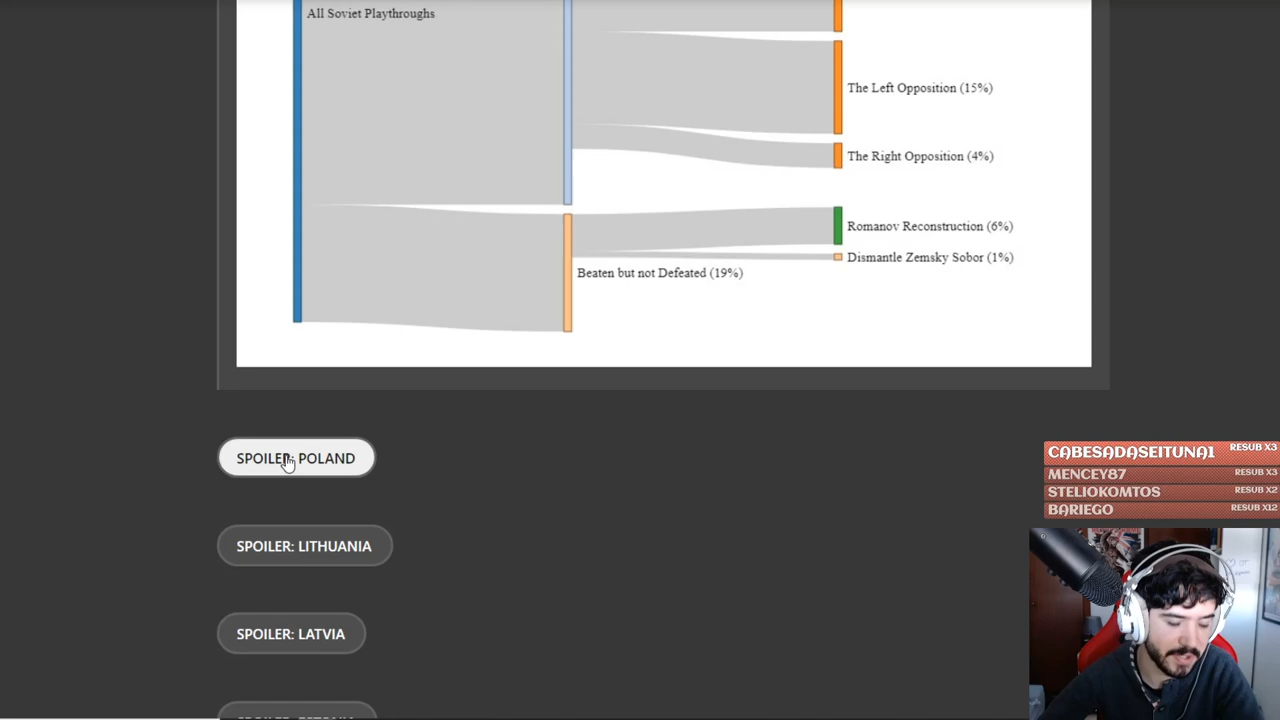 All Soviet Playthroughs
The Left Opposition (15%)
The Right Opposition (4%)
Romanov Reconstruction (6%)
Dismantle Zemsky Sobor (1%)
Beaten but not Defeated (19%)
SPOILER: POLAND
SPOILER: LITHUANIA
SPOILER: LATVIA
CABESADASEITUNA1 RESUB X3
MENCEY87 RESUB X3
STELIOKOMTOS RESUB X2
BARIEGO RESUB X12